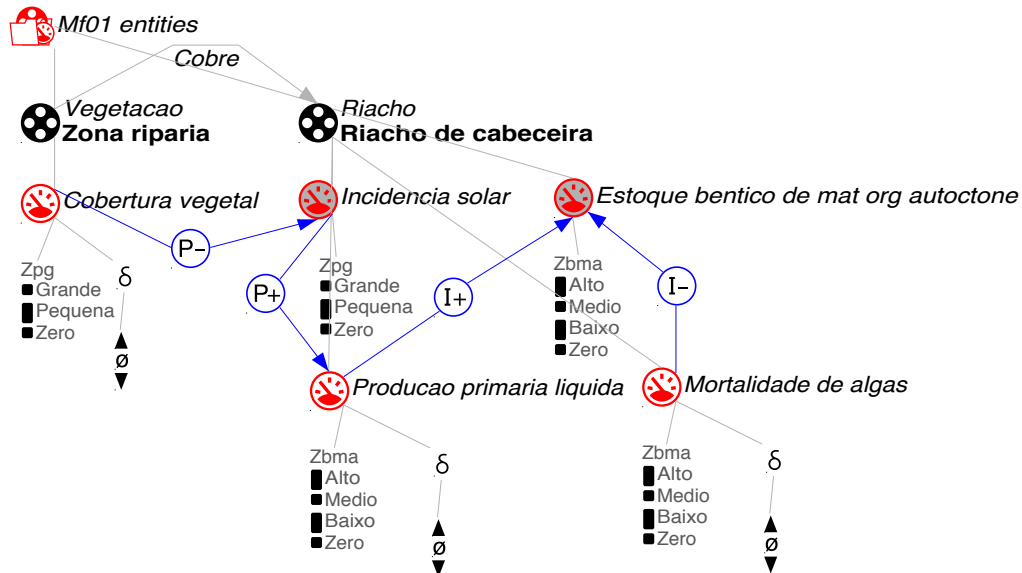 Mf01 entities
Cobre
Vegetacao
Zona riparia
Riacho
Riacho de cabeceira
Cobertura vegetal
Incidencia solar
Estoque bentico de mat org autoctone
P-
P+
I+
I-
Zpg
Grande
Pequena
Zero
δ
ø
Zpg
Grande
Pequena
Zero
Zbma
Alto
Medio
Baixo
Zero
Producao primaria liquida
Mortalidade de algas
Zbma
Alto
Medio
Baixo
Zero
δ
ø
Zbma
Alto
Medio
Baixo
Zero
δ
ø